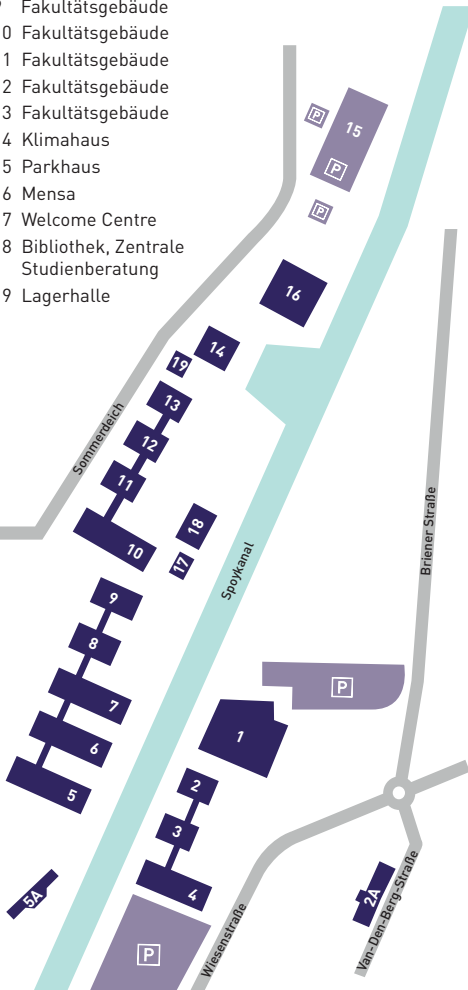 Fakultätsgebäude
0 Fakultätsgebäude
1 Fakultätsgebäude
2 Fakultätsgebäude
3 Fakultätsgebäude
4 Klimahaus
5 Parkhaus
6 Mensa
7 Welcome Centre
8 Bibliothek, Zentrale
Studienberatung
9 Lagerhalle
P
15
P
P
16
14
19
13
Sommerdeich
12
11
18
10
17
Briener Straße
Spoykanal
9
8
P
7
1
6
2
5
3
4
5A
2A
Van-Den-Berg-Straße
Wiesenstraße
P